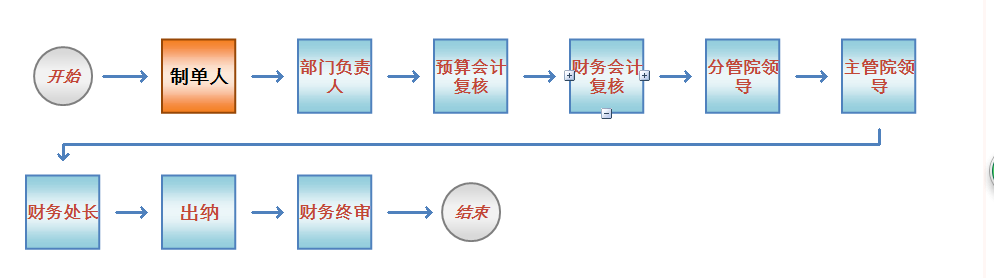 开始
制单人
部门负责
人
预算会计
复核
财务会计
复核
分管院领
导
主管院领
导
财务处长
出纳
财务终审
结束